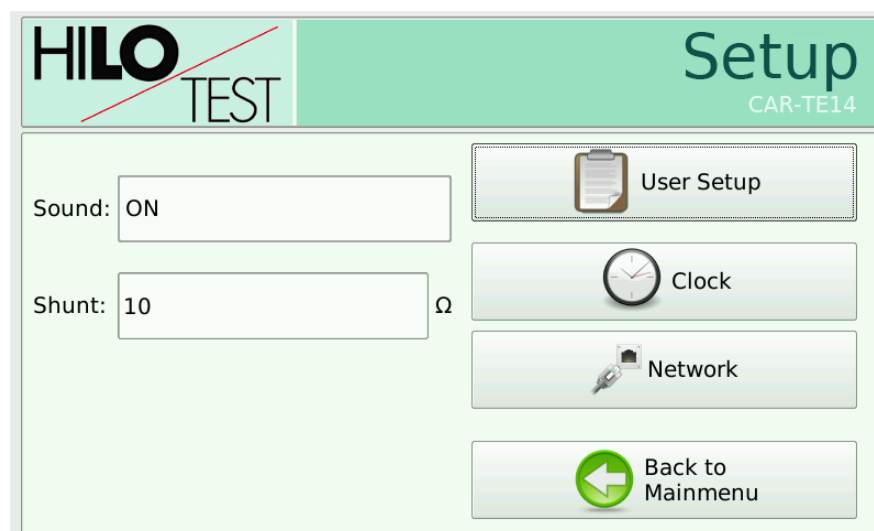 HILO
TEST
Setup
CAR-TE14
Sound: ON
Shunt: 10 Ω
User Setup
Clock
Network
Back to
Mainmenu